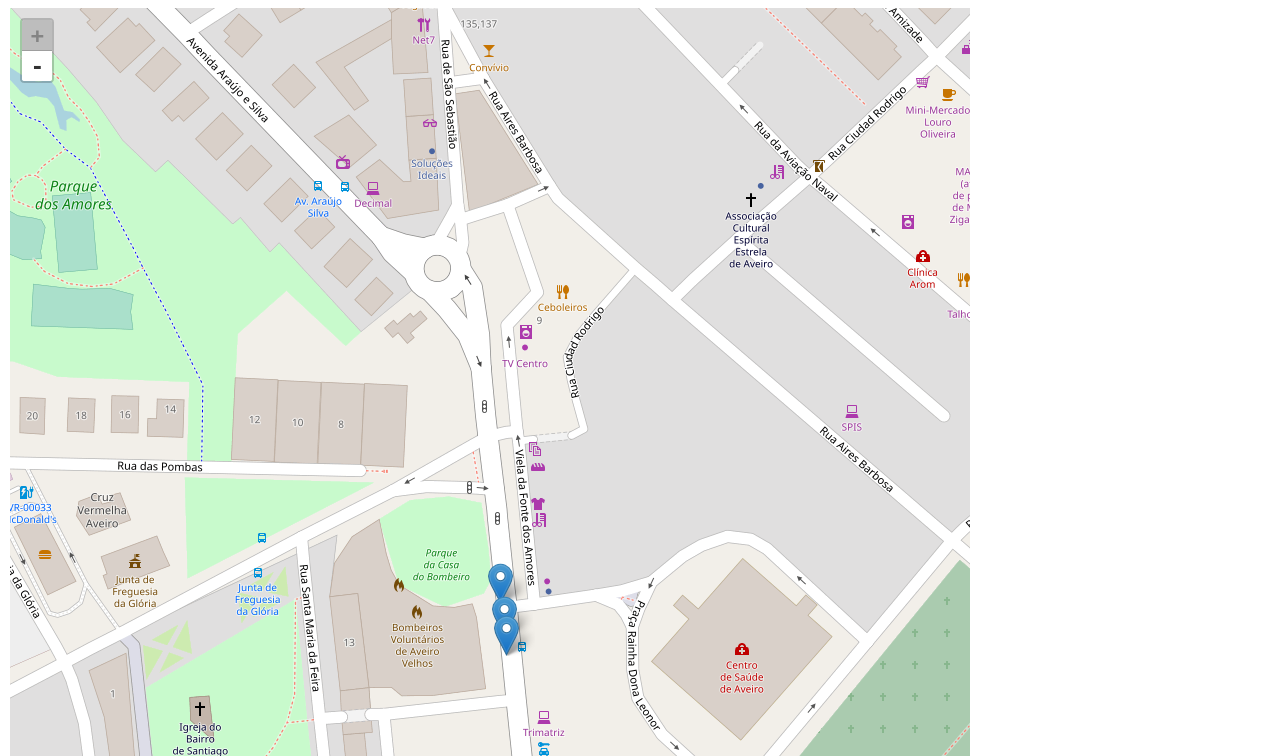 +
-
Net7
135,137
Convívio
Amizade
Avenida Araújo e Silva
Rua de São Sebastião
Rua Aires Barbosa
Soluções
Ideais
Av. Araújo
Silva
Decimal
Parque
dos Amores
Mini-Mercado
Louro
Oliveira
Rua Ciudad Rodrigo
Rua da Aviação Naval
Associação
Cultural
Espírita
Estrela
de Aveiro
Clínica
Arom
Talho
Ceboleiros
9
TV Centro
Rua Ciudad Rodrigo
20
18
16
14
12
10
8
SPIS
Rua Aires Barbosa
Rua das Pombas
Viela da Fonte dos Amores
VR-00033
McDonald's
Cruz
Vermelha
Aveiro
Junta de
Freguesia
da Glória
Junta de
Freguesia
da Glória
Parque
da Casa
do Bombeiro
Bombeiros
Voluntários
de Aveiro
Velhos
13
Rua Santa Maria da Feira
da Glória
1
Igreja do
Bairro
de Santiago
Praça Rainha Dona Leonor
Centro
de Saúde
de Aveiro
Trimatriz